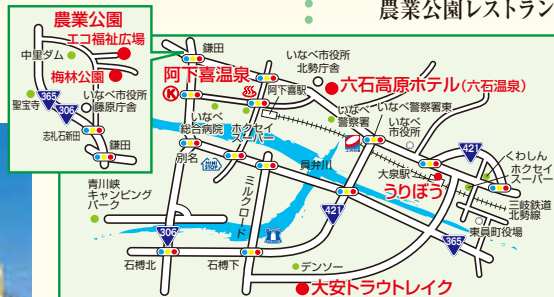 農業公園レストラン
農業公園
エコ福祉広場
中里ダム
梅林公園
聖宝寺
365
306
いなべ市役所
藤原庁舎
志礼石新田
鎌田
鎌田
阿下喜温泉
K
いなべ
総合病院
阿下喜駅
いなべ市役所
北勢庁舎
六石高原ホテル(六石温泉)
ホクセイ
スーパー
いなべ
警察署
いなべ警察署東
いなべ
市役所
421
くわしん
ホクセイ
スーパー
大泉駅
うりぼう
三岐鉄道
北勢線
東員町役場
別名
MINI
STOP
員弁川
青川峡
キャンピング
パーク
ミルクロード
421
306
365
石榑北
石榑下
デンソー
大安トラウトレイク